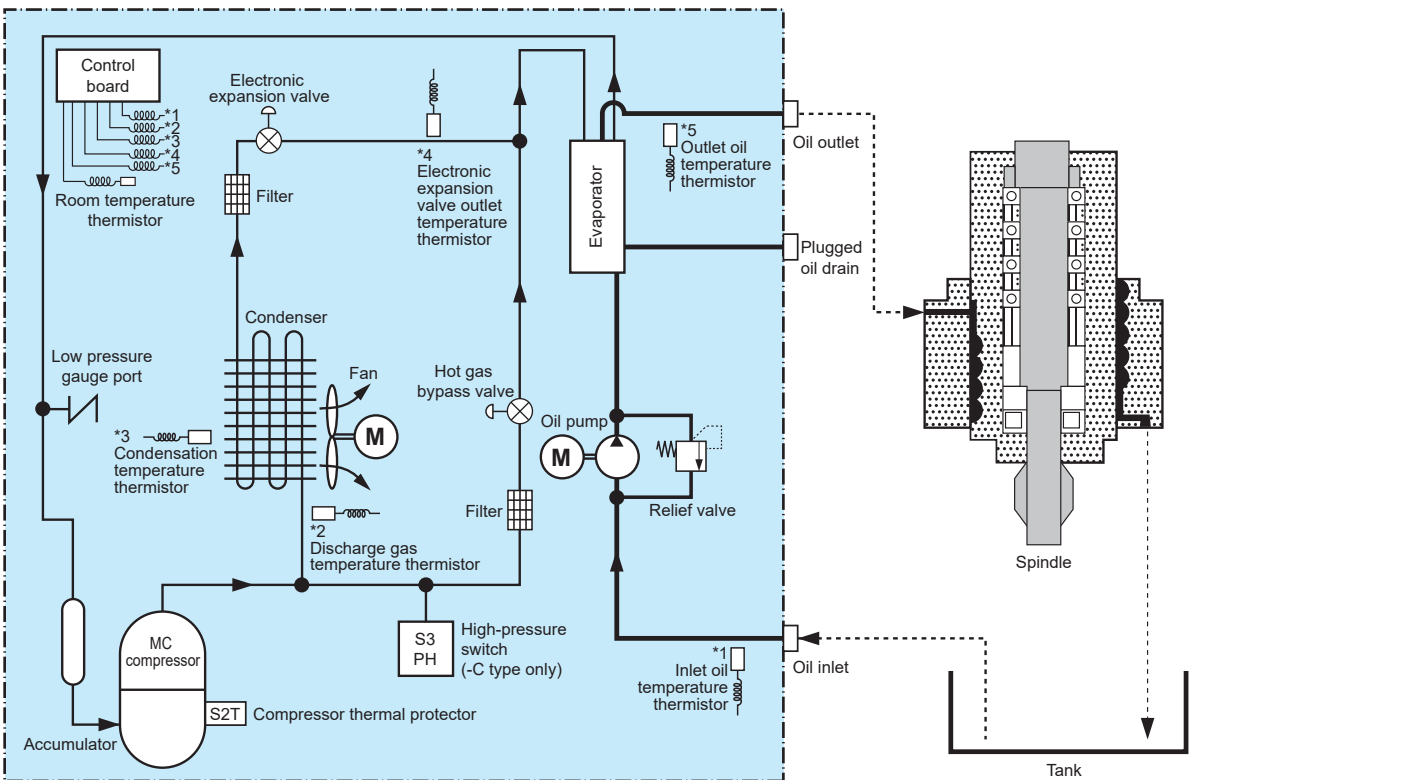 Control
board
*1
*2
*3
*4
*5
Room temperature
thermistor
Electronic
expansion valve
Filter
*4
Electronic
expansion
valve outlet
temperature
thermistor
Evaporator
*5
Outlet oil
temperature
thermistor
Oil outlet
Plugged
oil drain
Condenser
Low pressure
gauge port
Fan
M
*3
Condensation
temperature
thermistor
Hot gas
bypass valve
Oil pump
M
Relief valve
Filter
*2
Discharge gas
temperature thermistor
MC
compressor
S2T
Compressor thermal protector
Accumulator
S3
PH
High-pressure
switch
(-C type only)
*1
Inlet oil
temperature
thermistor
Oil inlet
Spindle
Tank